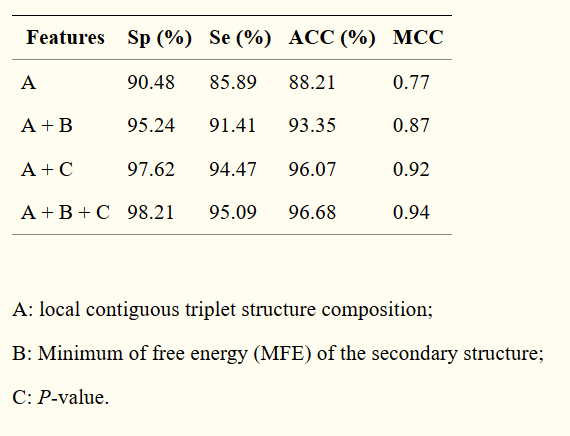 Features Sp (%) Se (%) ACC (%) MCC
A 90.48 85.89 88.21 0.77
A + B 95.24 91.41 93.35 0.87
A + C 97.62 94.47 96.07 0.92
A + B + C 98.21 95.09 96.68 0.94
A: local contiguous triplet structure composition;
B: Minimum of free energy (MFE) of the secondary structure;
C: P-value.